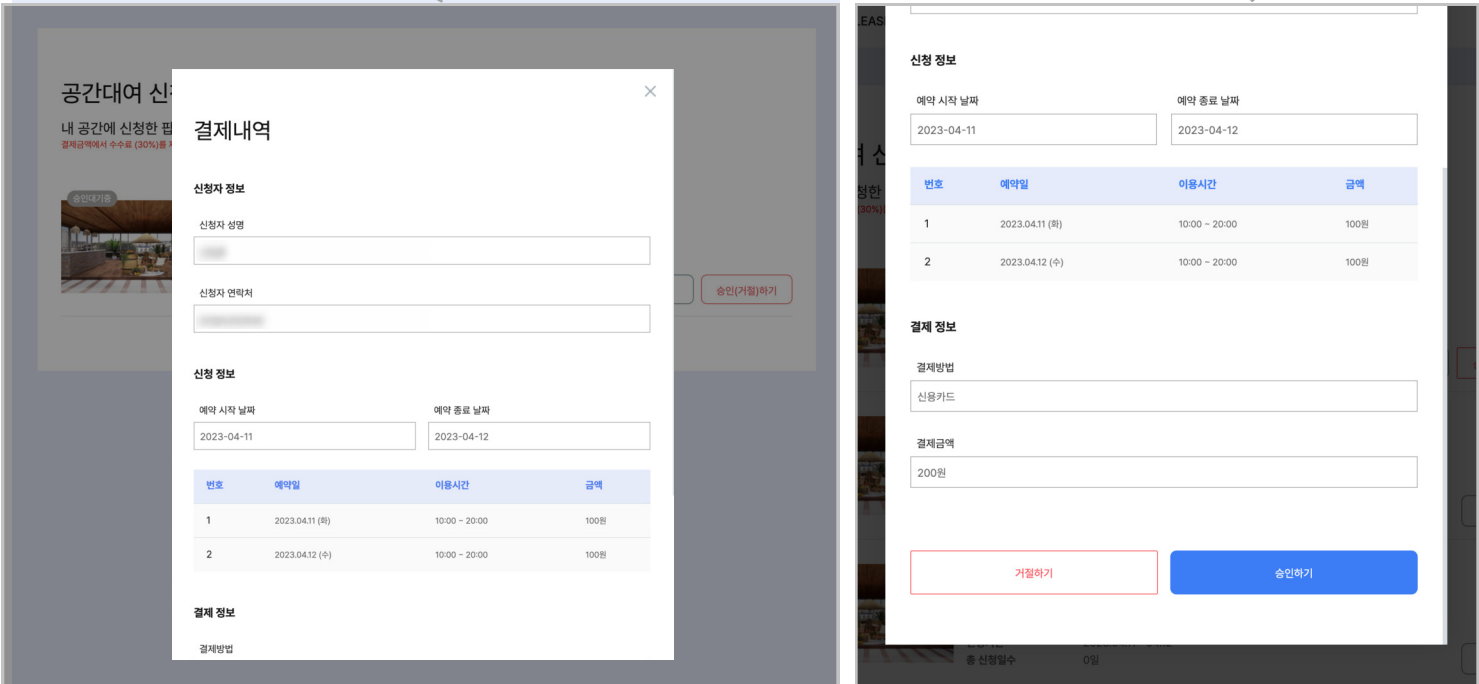 공간대여 신
내 공간에 신청한 팝
결제금액에서 수수료 (30%)를
승인대기중
승인(거절)하기
결제내역
신청자 정보
신청자 성명
신청자 연락처
신청 정보
예약 시작 날짜 예약 종료 날짜
2023-04-11 2023-04-12
번호 예약일 이용시간 금액
1 2023.04.11 (화) 10:00 ~ 20:00 100원
2 2023.04.12 (수) 10:00 ~ 20:00 100원
결제 정보
결제방법
LEAS
신청 정보
예약 시작 날짜 예약 종료 날짜
2023-04-11 2023-04-12
번호 예약일 이용시간 금액
1 2023.04.11 (화) 10:00 ~ 20:00 100원
2 2023.04.12 (수) 10:00 ~ 20:00 100원
청한
(30%)
결제 정보
결제방법
신용카드
결제금액
200원
거절하기 승인하기
총 신청일수 0일